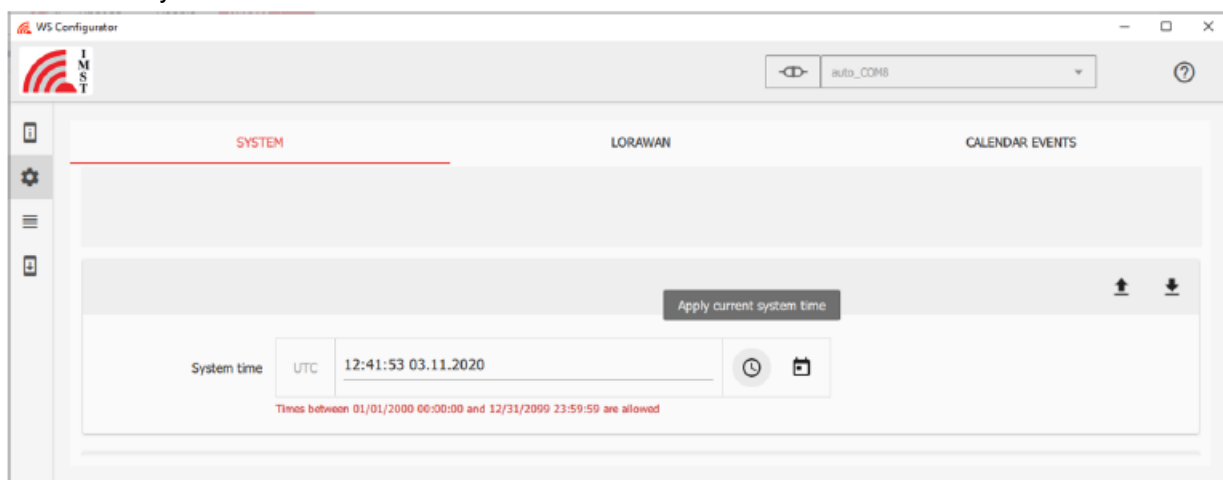 WS Configurator
I
M
S
T
auto_COM8
SYSTEM
LORAWAN
CALENDAR EVENTS
Apply current system time
System time
UTC
12:41:53 03.11.2020
Times between 01/01/2000 00:00:00 and 12/31/2099 23:59:59 are allowed